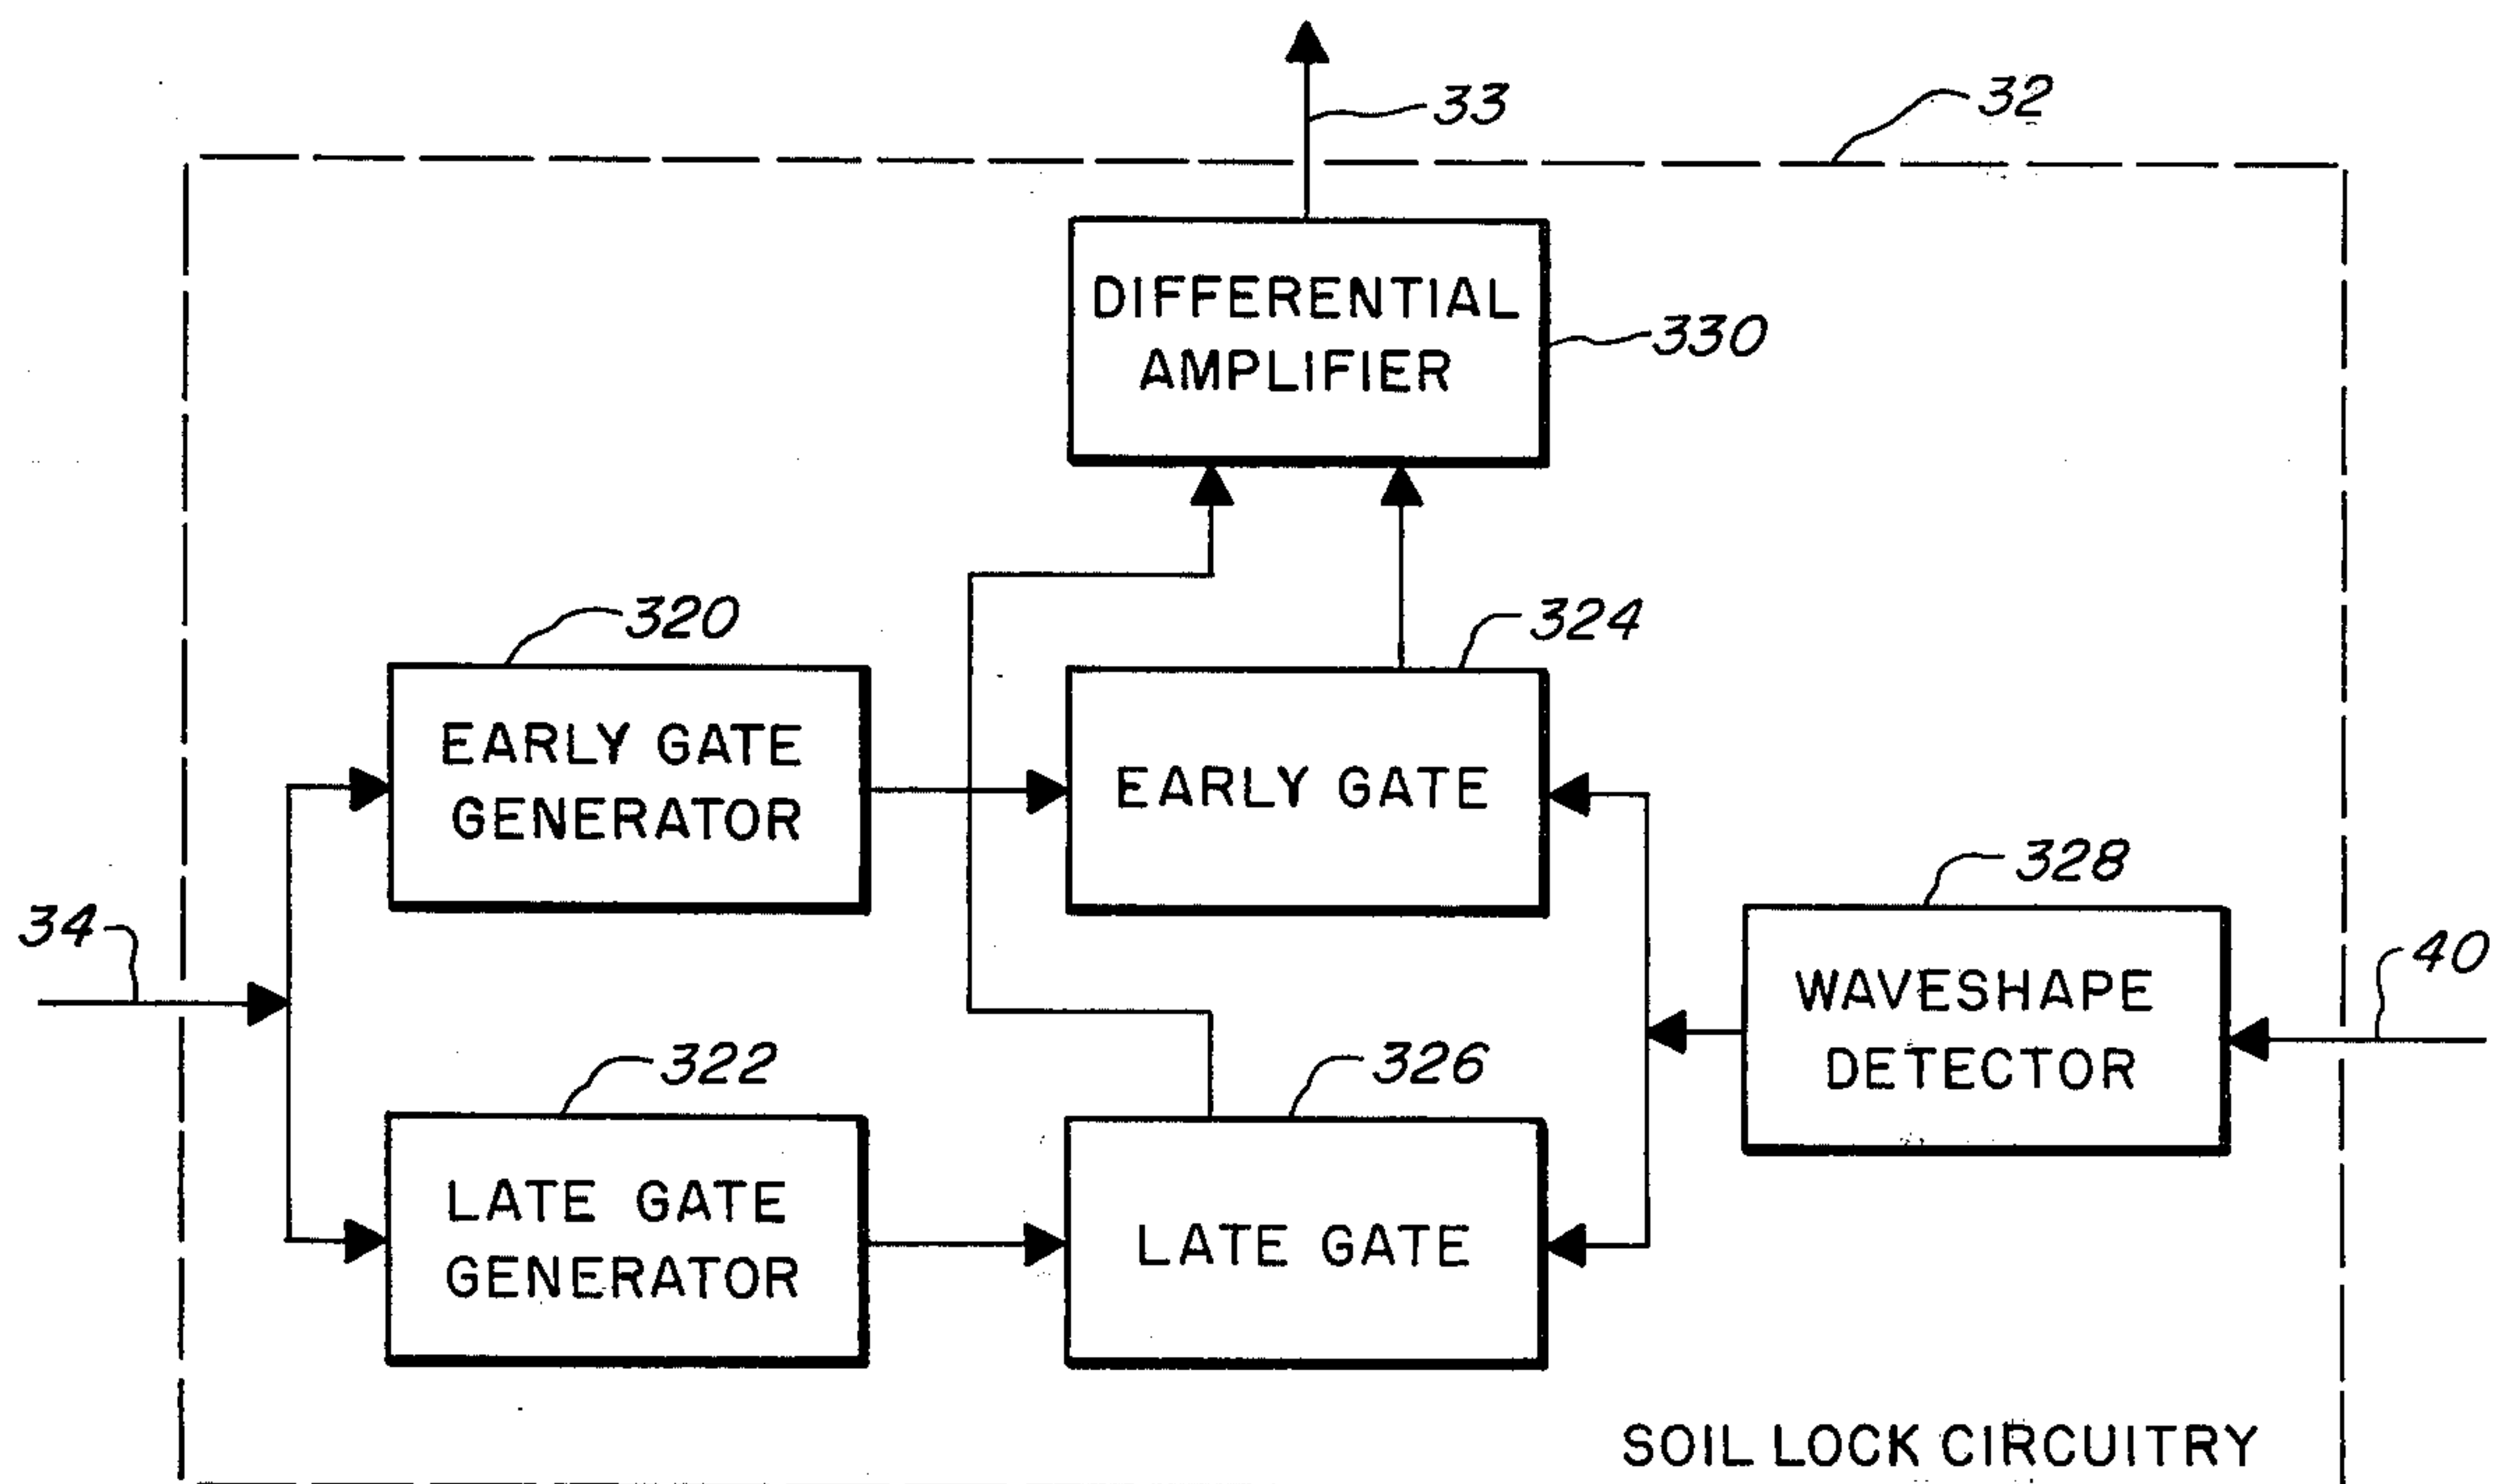 33
32
DIFFERENTIAL
AMPLIFIER
330
320
324
EARLY GATE
GENERATOR
EARLY GATE
328
34
WAVESHAPE
DETECTOR
40
322
326
LATE GATE
GENERATOR
LATE GATE
SOIL LOCK CIRCUITRY